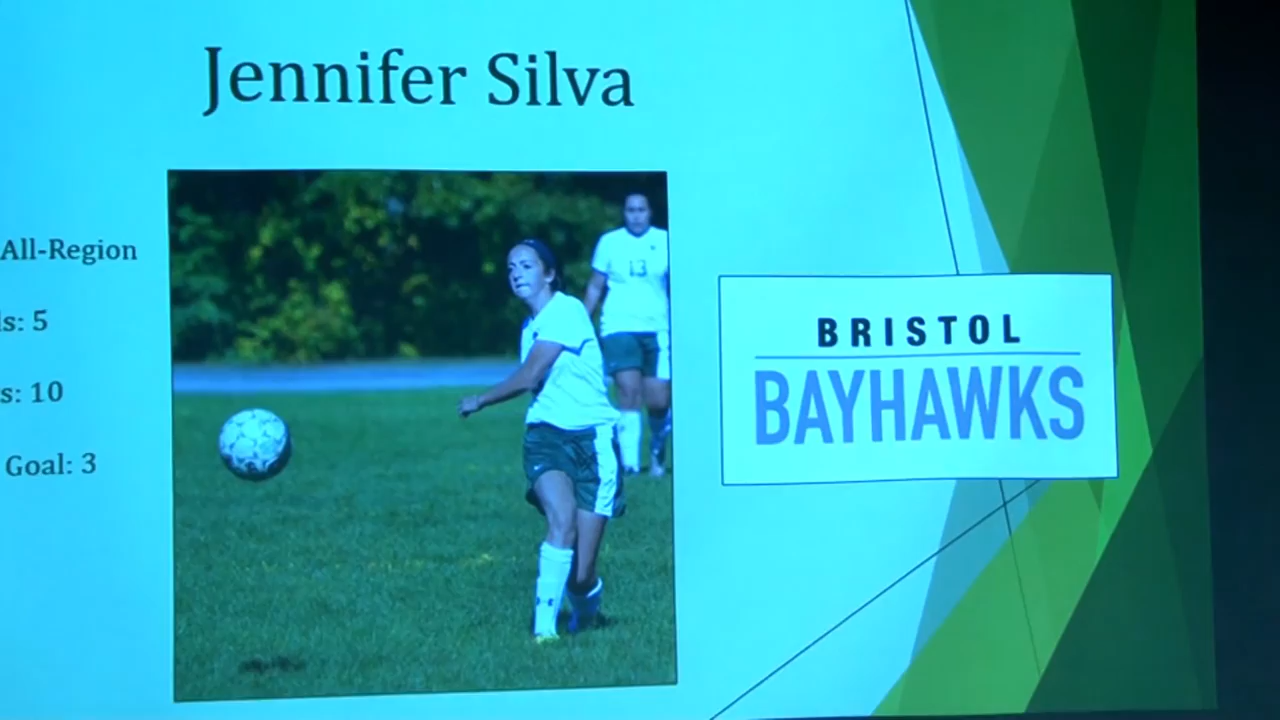 Jennifer Silva
All-Region
s: 5
s: 10
Goal: 3
13
BRISTOL
BAYHAWKS